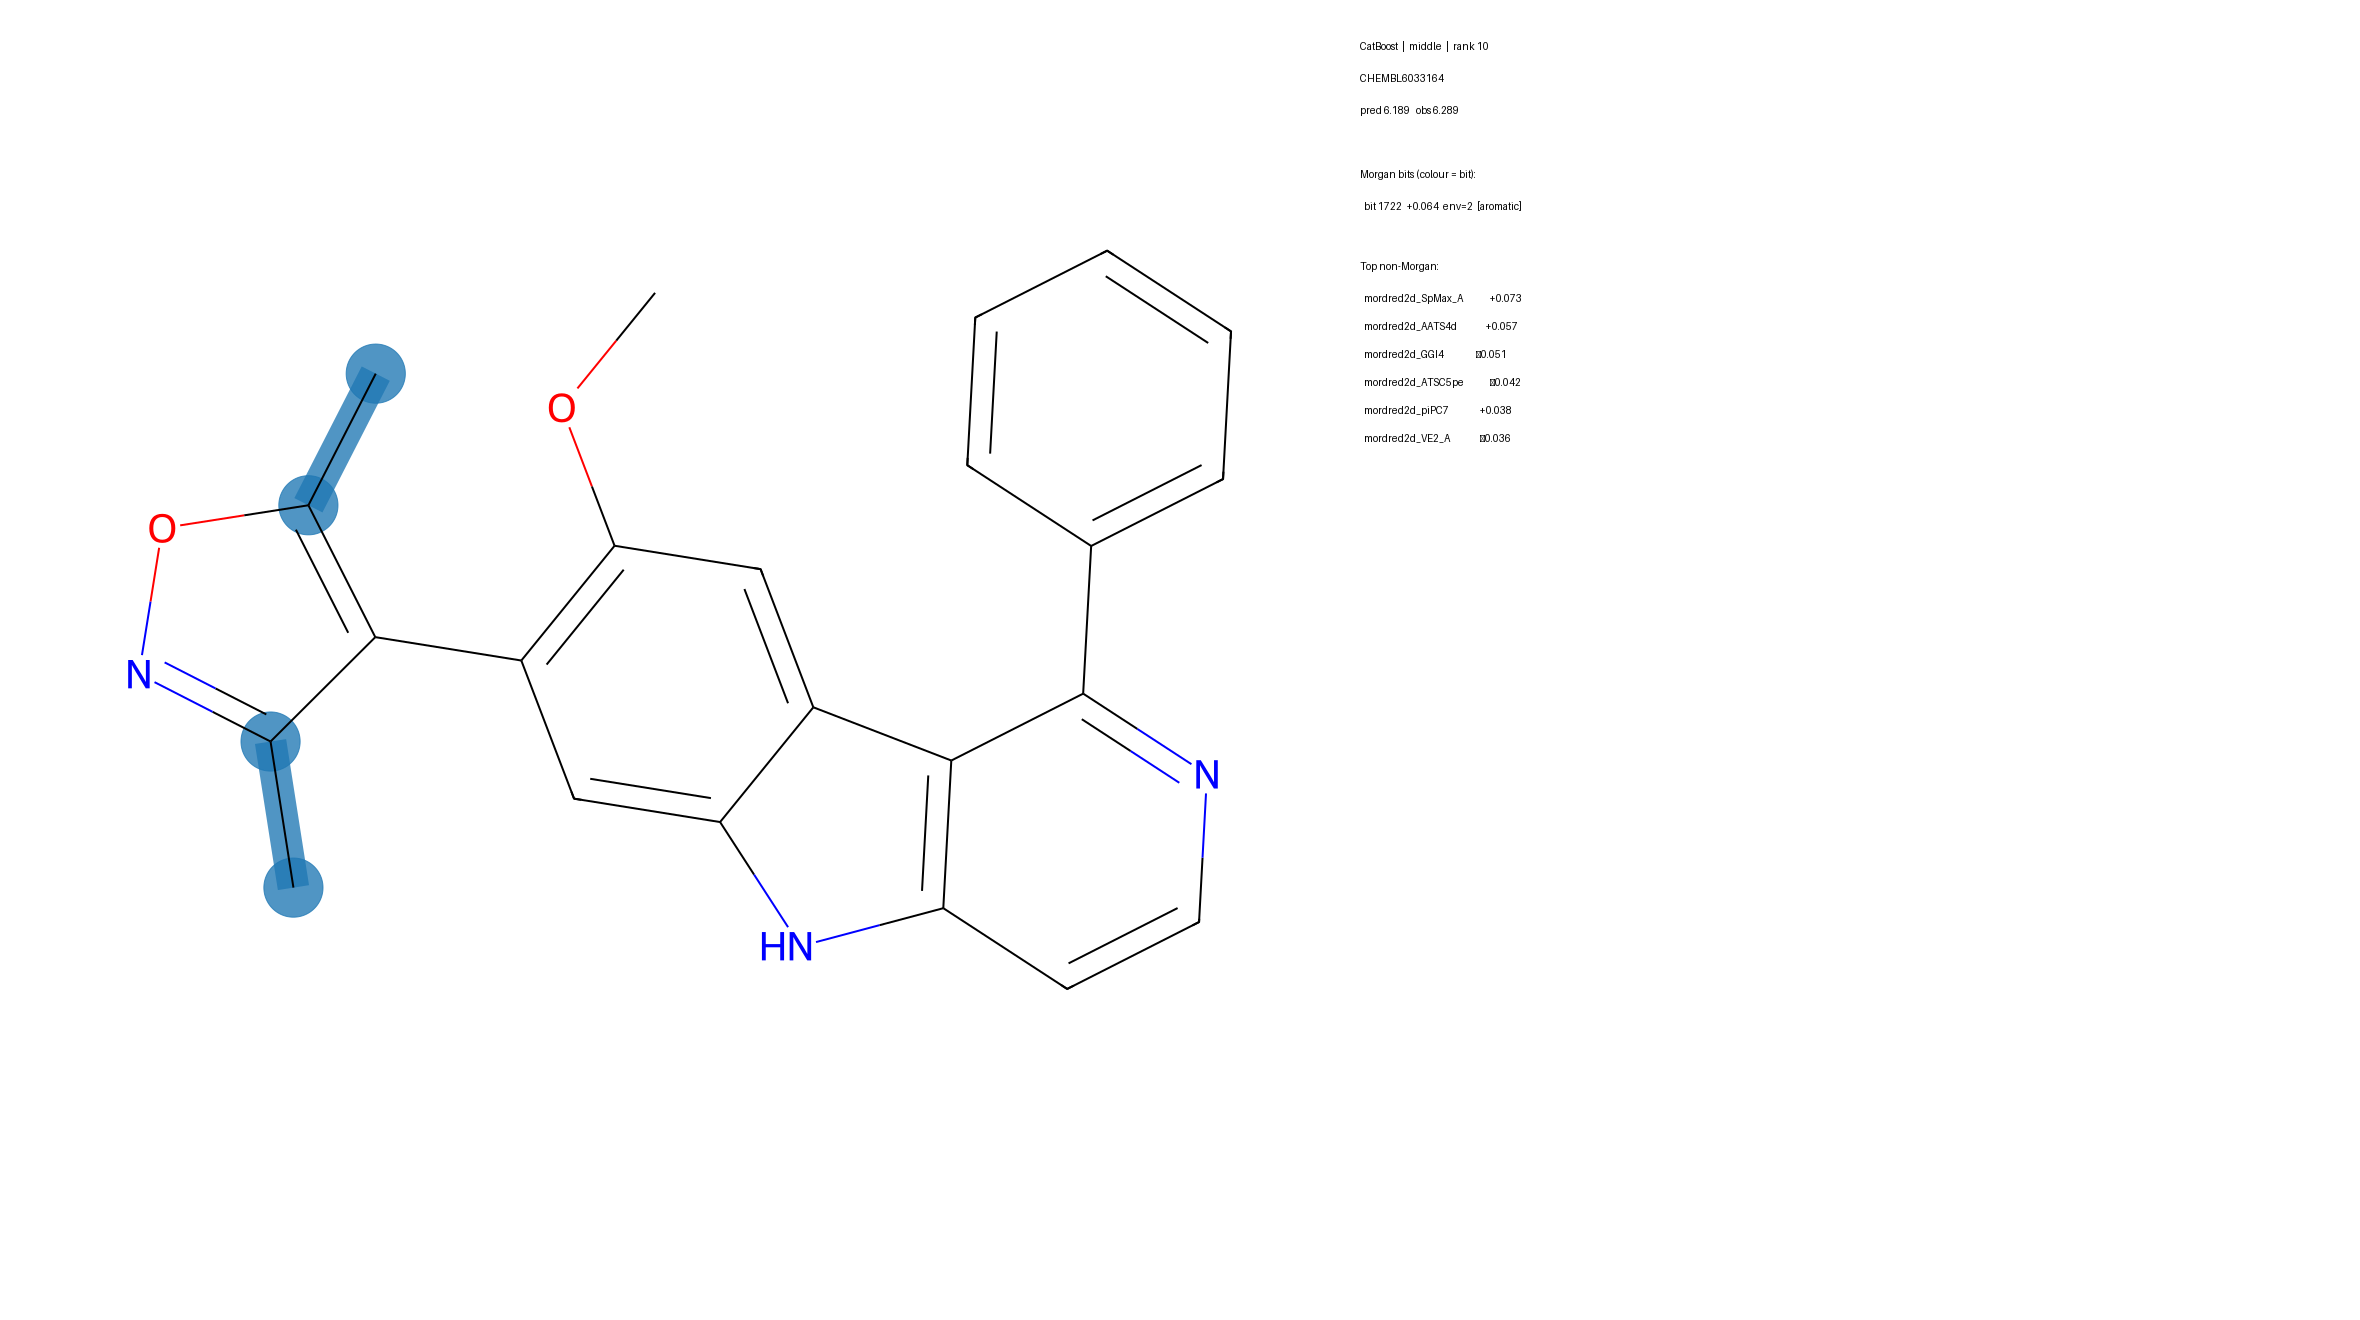 CatBoost | middle | rank 10
CHEMBL6033164
pred 6.189 obs 6.289
Morgan bits (colour = bit):
bit 1722 +0.064 env=2 [aromatic]
Top non-Morgan:
mordred2d_SpMax_A +0.073
mordred2d_AATS4d +0.057
mordred2d_GGI4 ▯0.051
mordred2d_ATSC5pe ▯0.042
mordred2d_piPC7 +0.038
mordred2d_VE2_A ▯0.036
O
O
N
N
HN